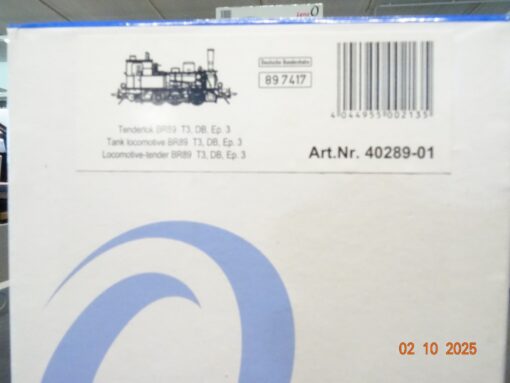 Deutsche Bundesbahn
89 7417
4 044955 002135
Tenderlok BR89 T3, DB, Ep. 3
Tank locomotive BR89 T3, DB, Ep. 3
Locomotive-tender BR89 T3, DB, Ep. 3
Art.Nr. 40289-01
02 10 2025